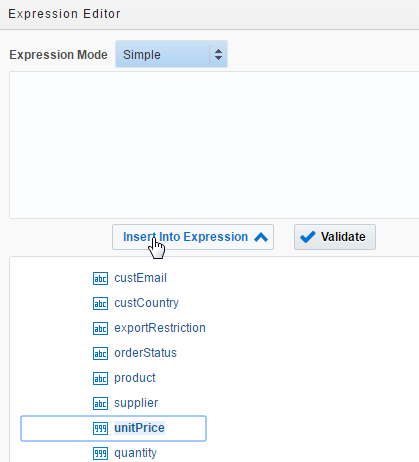 Expression Editor
Expression Mode Simple
Insert Into Expression Validate
abc custEmail
abc custCountry
abc exportRestriction
abc orderStatus
abc product
abc supplier
999 unitPrice
999 quantity